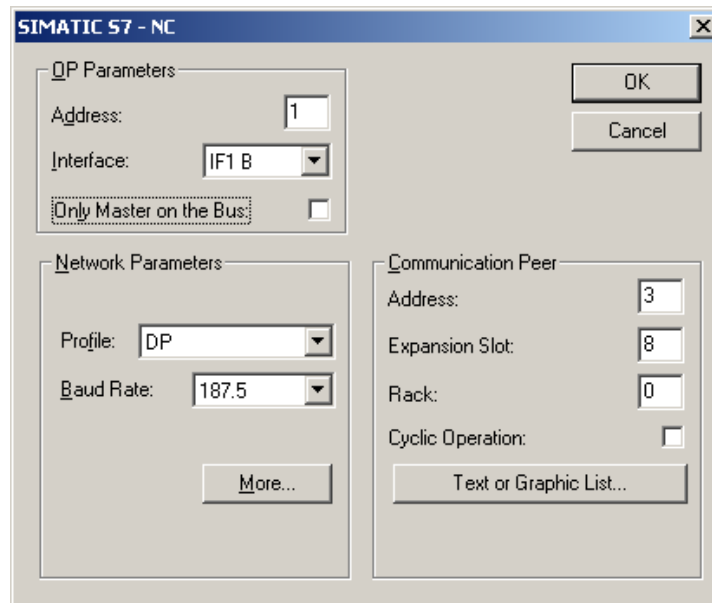 SIMATIC S7 - NC
OP Parameters
Address: 1
Interface: IF1 B
Only Master on the Bus:
OK
Cancel
Network Parameters
Profile: DP
Baud Rate: 187.5
More...
Communication Peer
Address: 3
Expansion Slot: 8
Rack: 0
Cyclic Operation:
Text or Graphic List...